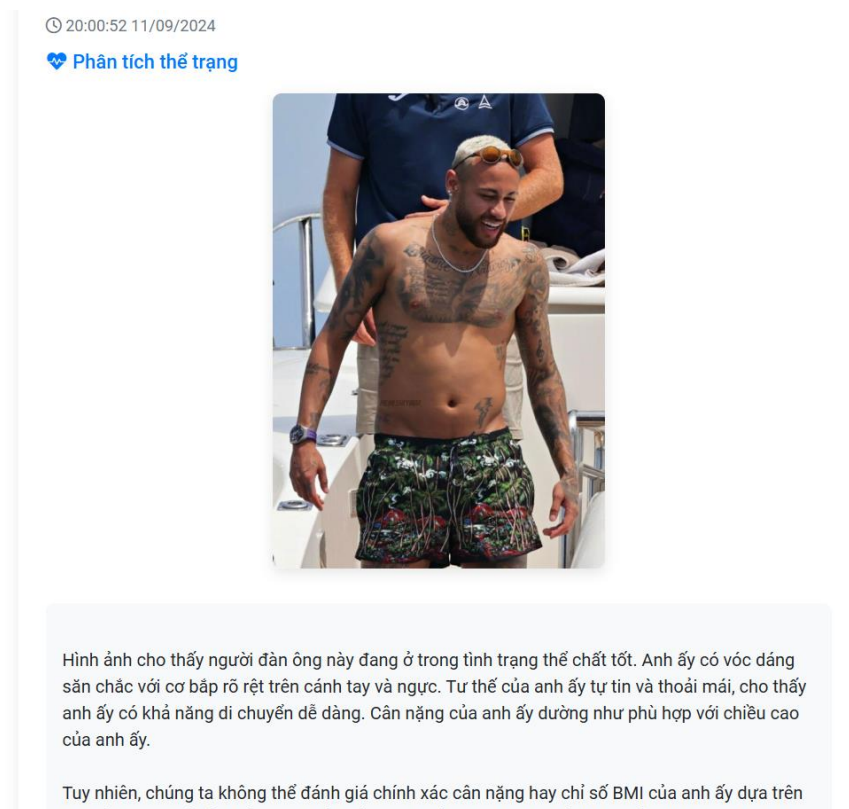 20:00:52 11/09/2024
Phân tích thể trạng
Hình ảnh cho thấy người đàn ông này đang ở trong tình trạng thể chất tốt. Anh ấy có vóc dáng
săn chắc với cơ bắp rõ rệt trên cánh tay và ngực. Tư thế của anh ấy tự tin và thoải mái, cho thấy
anh ấy có khả năng di chuyển dễ dàng. Cân nặng của anh ấy dường như phù hợp với chiều cao
của anh ấy.
Tuy nhiên, chúng ta không thể đánh giá chính xác cân nặng hay chỉ số BMI của anh ấy dựa trên